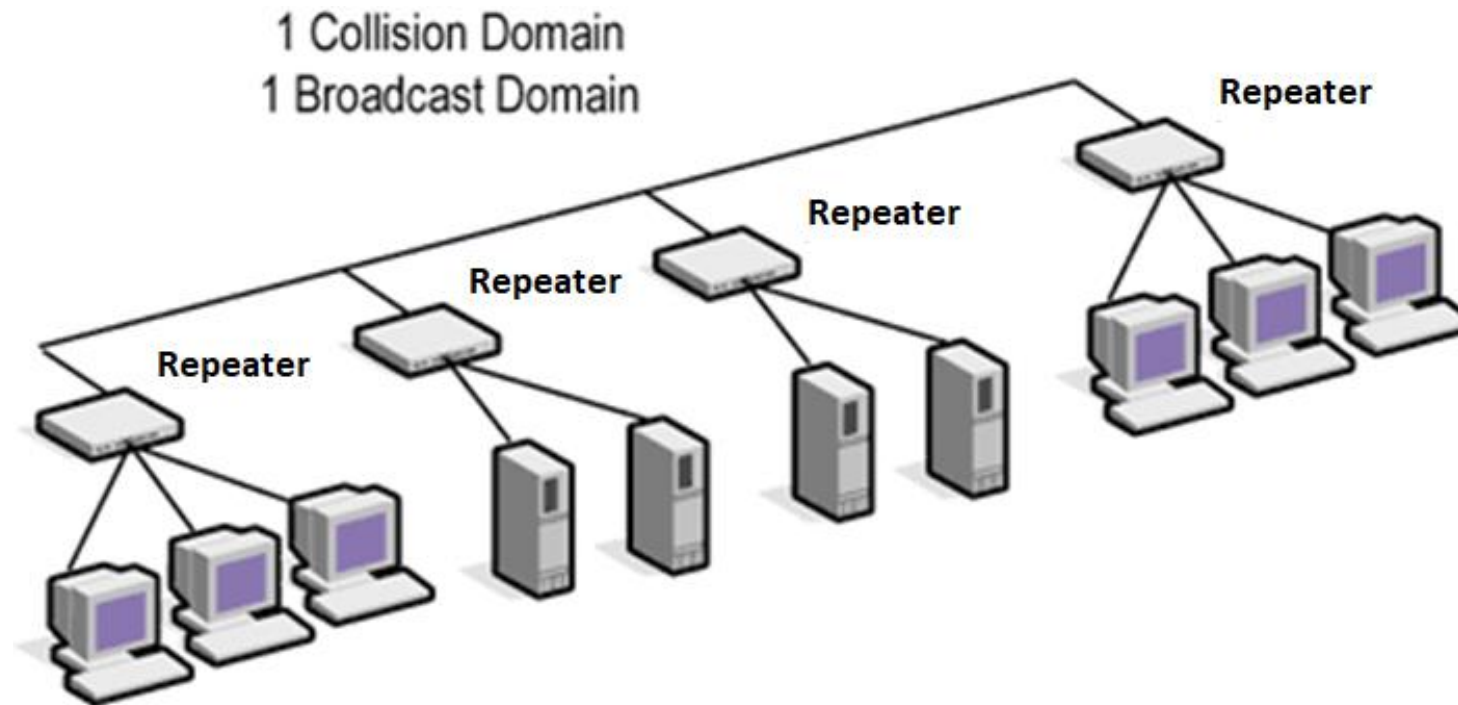 1 Collision Domain
1 Broadcast Domain
Repeater
Repeater
Repeater
Repeater